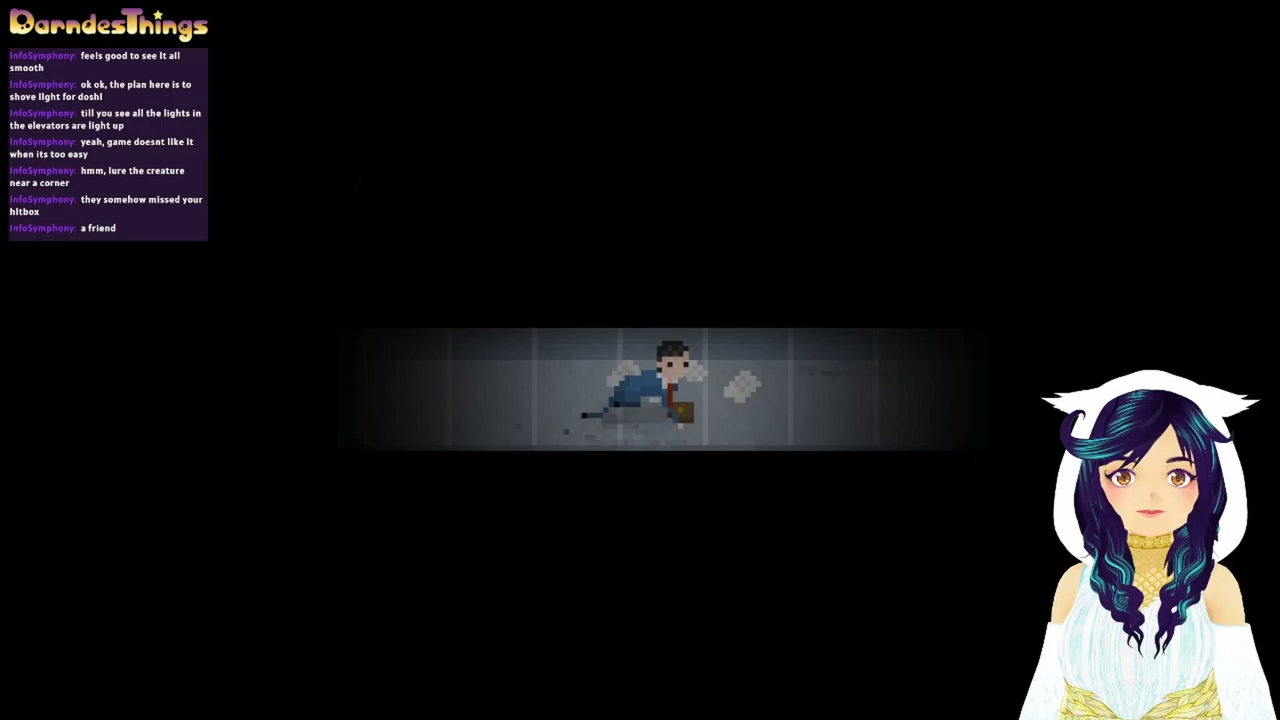 DarndesThings
InfoSymphony: feels good to see it all
smooth
InfoSymphony: ok ok, the plan here is to
shove light for doshI
InfoSymphony: till you see all the lights in
the elevators are light up
InfoSymphony: yeah, game doesnt like it
when its too easy
InfoSymphony: hmm, lure the creature
near a corner
InfoSymphony: they somehow missed your
hitbox
InfoSymphony: a friend